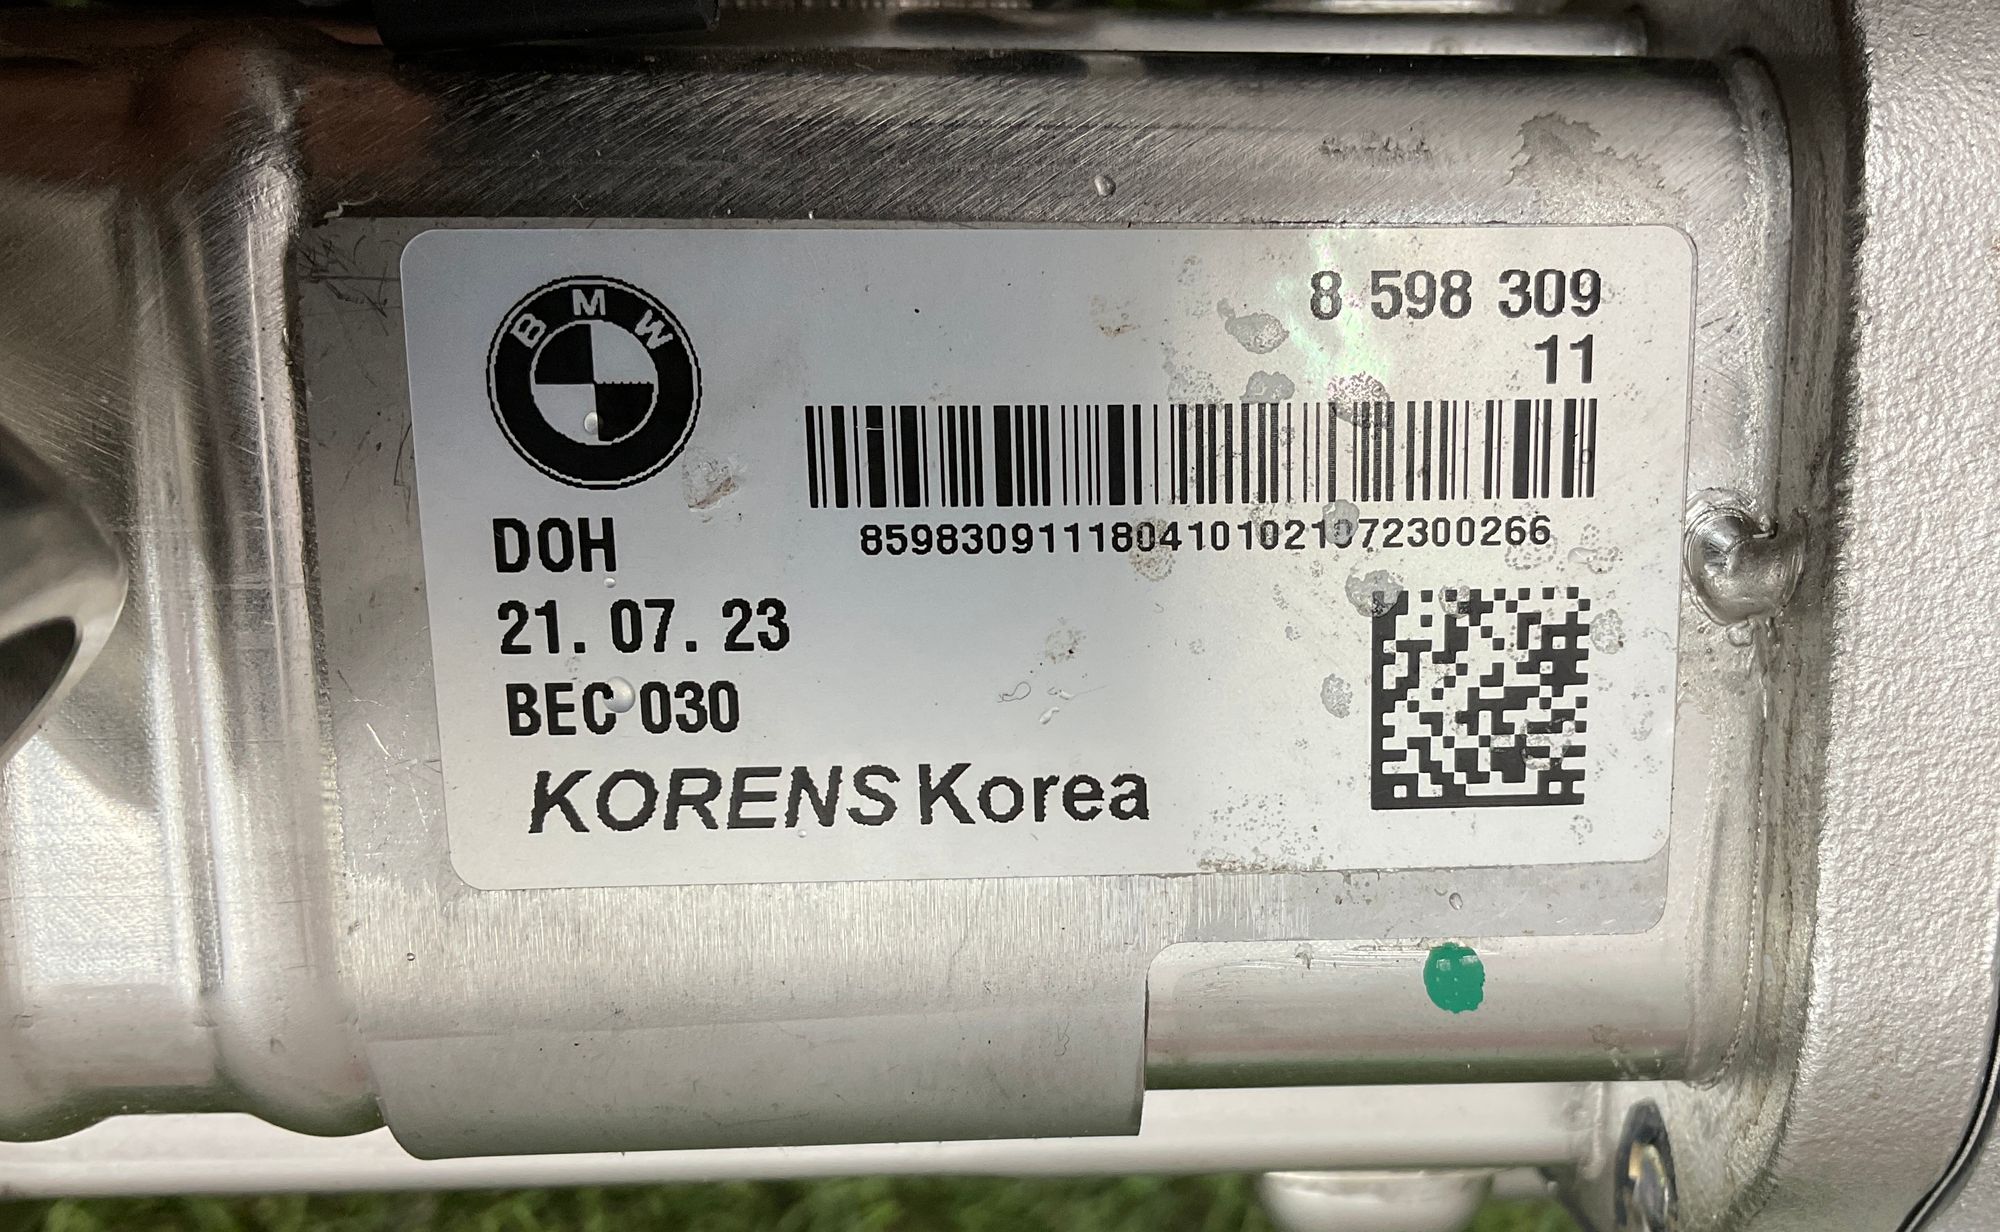 BMW
8 598 309
11
8598309111804101021072300266
DOH
21. 07. 23
BEC 030
KORENS Korea